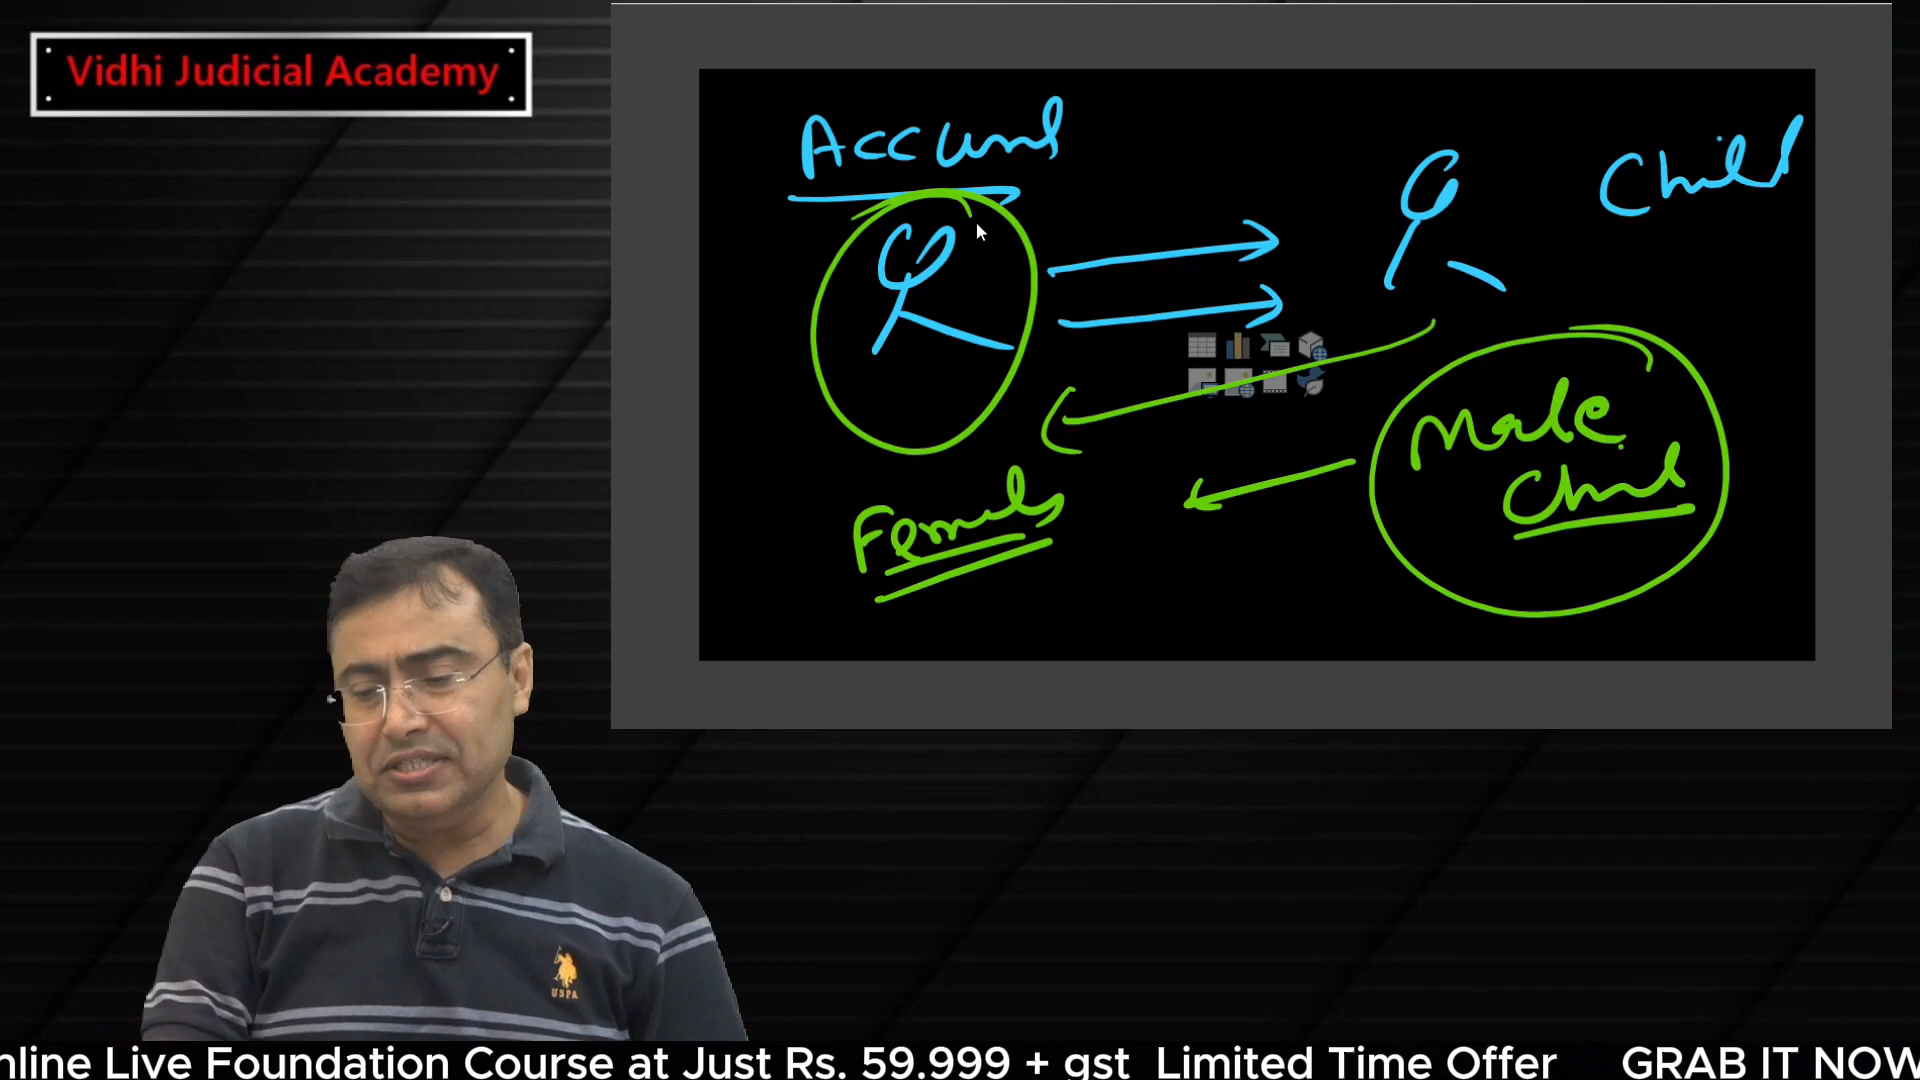 Vidhi Judicial Academy
Accused
Child
Male
Child
Female
USPA
nline Live Foundation Course at Just Rs. 59.999 + gst Limited Time Offer GRAB IT NOW